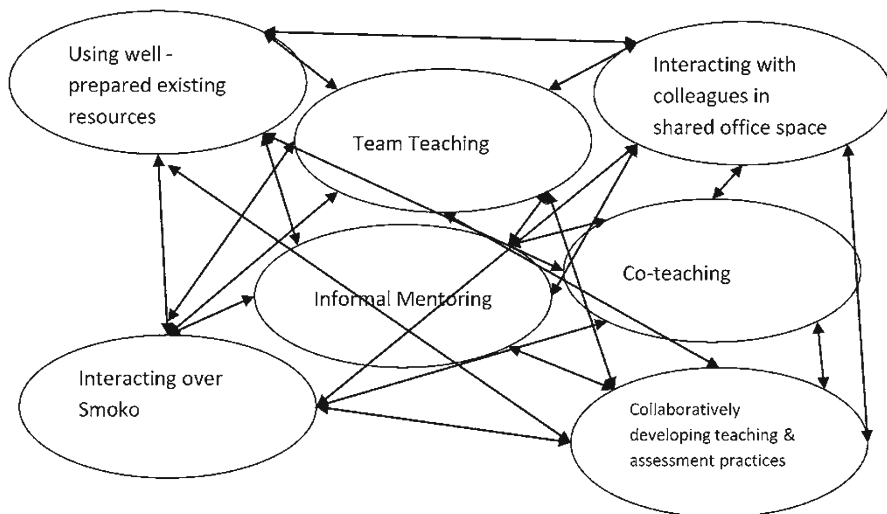 Using well -
prepared existing
resources
Interacting with
colleagues in
shared office space
Team Teaching
Co-teaching
Informal Mentoring
Interacting over
Smoko
Collaboratively
developing teaching &
assessment practices